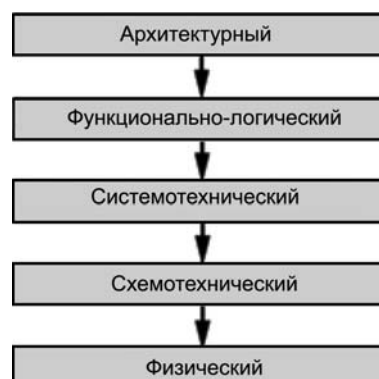 Архитектурный
Функционально-логический
Системотехнический
Схемотехнический
Физический